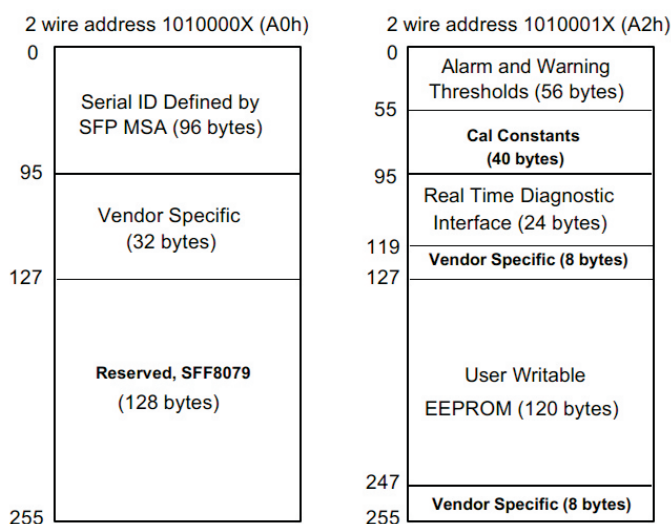 2 wire address 1010000X (A0h)
0
Serial ID Defined by
SFP MSA (96 bytes)
95
Vendor Specific
(32 bytes)
127
Reserved, SFF8079
(128 bytes)
255
2 wire address 1010001X (A2h)
0
Alarm and Warning
Thresholds (56 bytes)
55
Cal Constants
(40 bytes)
95
Real Time Diagnostic
Interface (24 bytes)
119
Vendor Specific (8 bytes)
127
User Writable
EEPROM (120 bytes)
247
Vendor Specific (8 bytes)
255